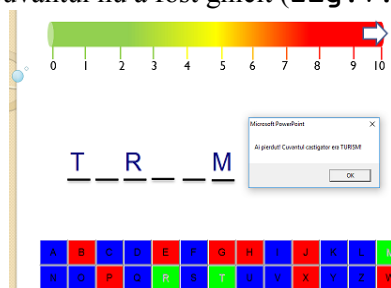 cuvântul nu a fost ghicit (
0 1 2 3 4 5 6 7 8 9 10
Microsoft PowerPoint
X
Ai pierdut! Cuvantul castigator era TURISM!
OK
T _ R _ _ M
A B C D E F G H I J K L M
N O P Q R S T U V X Y Z W